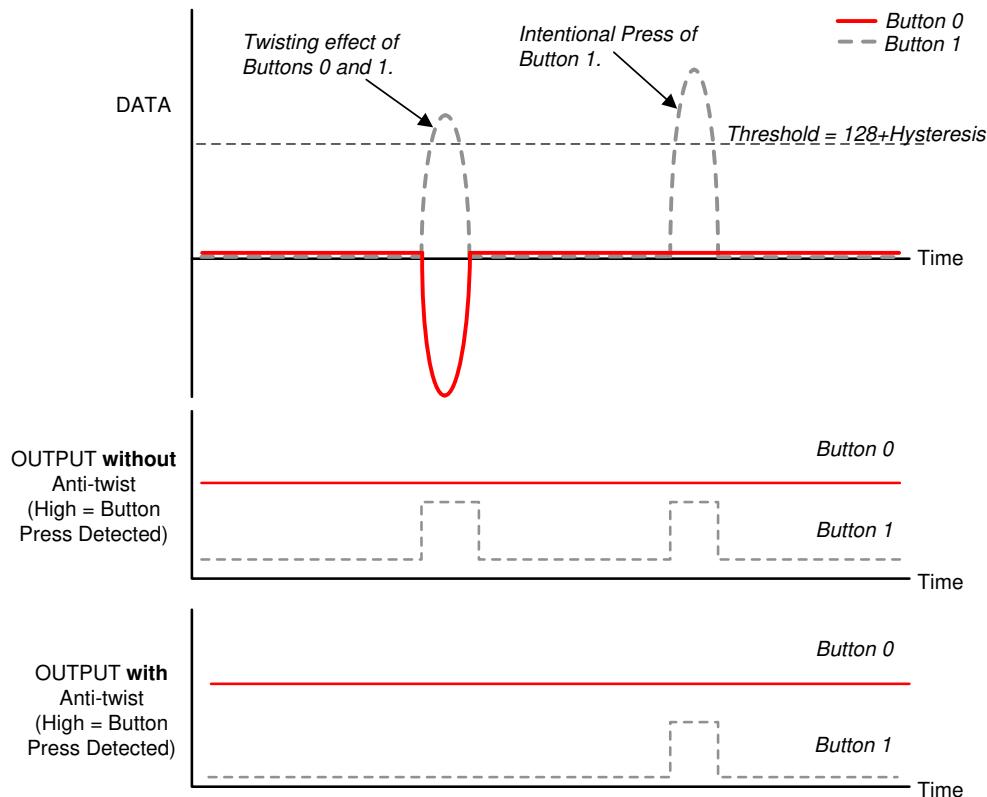 Button 0
Button 1
Twisting effect of
Buttons 0 and 1.
Intentional Press of
Button 1.
DATA
Threshold = 128+Hysteresis
Time
OUTPUT without
Anti-twist
(High = Button
Press Detected)
Button 0
Button 1
Time
OUTPUT with
Anti-twist
(High = Button
Press Detected)
Button 0
Button 1
Time